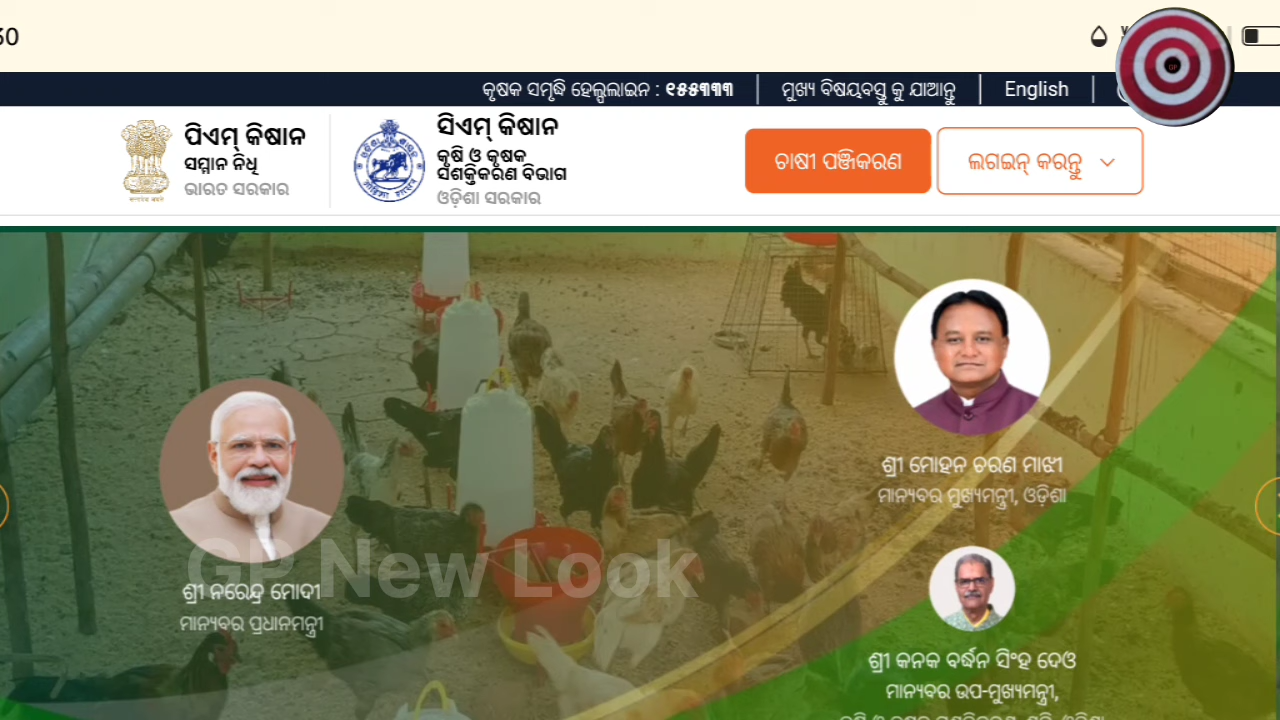 କୃଷକ ସମୃଦ୍ଧି ହେଲ୍ପଲାଇନ : ୧୫୫୩୩୩
ମୁଖ୍ୟ ବିଷୟବସ୍ତୁ କୁ ଯାଆନ୍ତୁ
English
ପିଏମ୍ କିଷାନ
ସମ୍ମାନ ନିଧି
ଭାରତ ସରକାର
ସିଏମ୍ କିଷାନ
କୃଷି ଓ କୃଷକ
ସଶକ୍ତିକରଣ ବିଭାଗ
ଓଡ଼ିଶା ସରକାର
ଚାଷୀ ପଞ୍ଜିକରଣ
ଲଗଇନ୍ କରନ୍ତୁ
ଶ୍ରୀ ମୋହନ ଚରଣ ମାଝୀ
ମାନ୍ୟବର ମୁଖ୍ୟମନ୍ତ୍ରୀ, ଓଡ଼ିଶା
GP New Look
ଶ୍ରୀ ନରେନ୍ଦ୍ର ମୋଦୀ
ମାନ୍ୟବର ପ୍ରଧାନମନ୍ତ୍ରୀ
ଶ୍ରୀ କନକ ବର୍ଦ୍ଧନ ସିଂହ ଦେଓ
ମାନ୍ୟବର ଉପ-ମୁଖ୍ୟମନ୍ତ୍ରୀ,